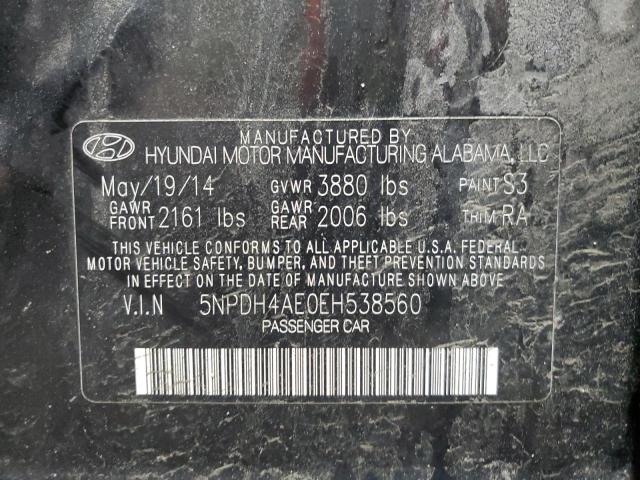 MANUFACTURED BY
HYUNDAI MOTOR MANUFACTURING ALABAMA, LLC
May/19/14 GVWR 3880 lbs PAINT S3
GAWR FRONT 2161 lbs GAWR REAR 2006 lbs TRIM RA
THIS VEHICLE CONFORMS TO ALL APPLICABLE U.S.A. FEDERAL
MOTOR VEHICLE SAFETY, BUMPER, AND THEFT PREVENTION STANDARDS
IN EFFECT ON THE DATE OF MANUFACTURE SHOWN ABOVE.
V.I.N 5NPDH4AE0EH538560
PASSENGER CAR